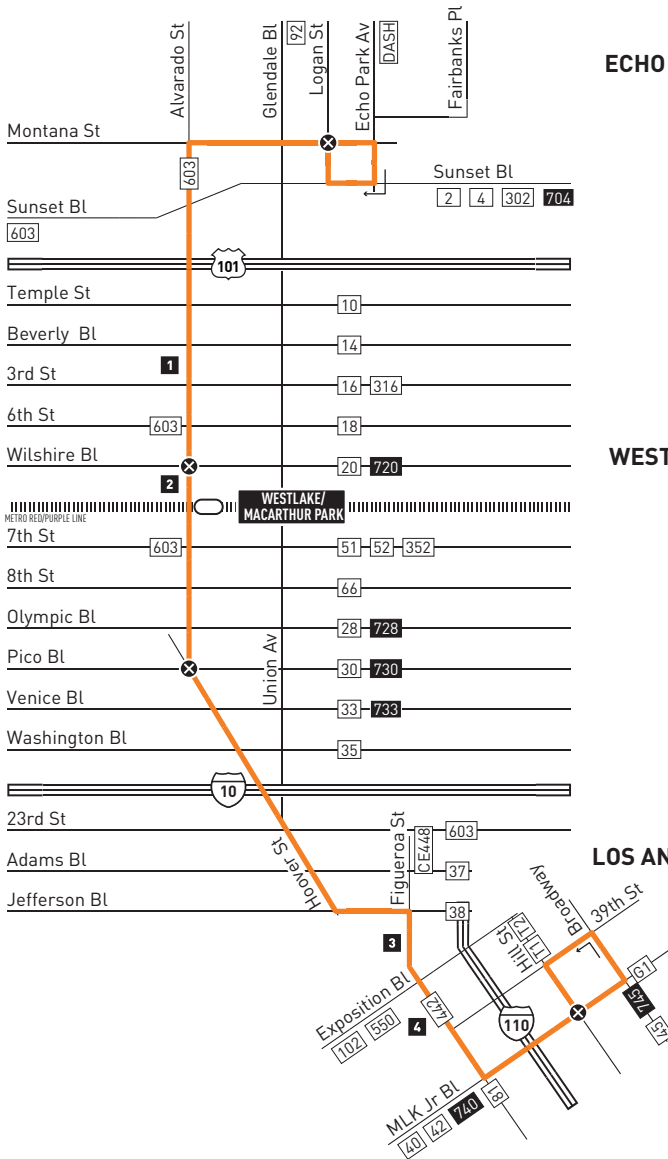 Alvarado St
Glendale Bl
92
Logan St
Echo Park Av
DASH
Fairbanks Pl
ECHO
Montana St
603
Sunset Bl
2 4 302 704
Sunset Bl
603
101
Temple St
10
Beverly Bl
14
1
3rd St
16 316
6th St
603
18
Wilshire Bl
20 720
WEST
2
WESTLAKE/
MACARTHUR PARK
METRO RED/PURPLE LINE
7th St
603
51 52 352
8th St
66
Olympic Bl
28 728
Union Av
Pico Bl
30 730
Venice Bl
33 733
Washington Bl
35
10
23rd St
603
Figueroa St
CE448
Hoover St
Adams Bl
37
LOS AN
Jefferson Bl
38
Broadway
39th St
Hill St
T1 HT2
3
G1
745
45
Exposition Bl
102 550
442
4
110
MLK Jr Bl
40 42 740
81